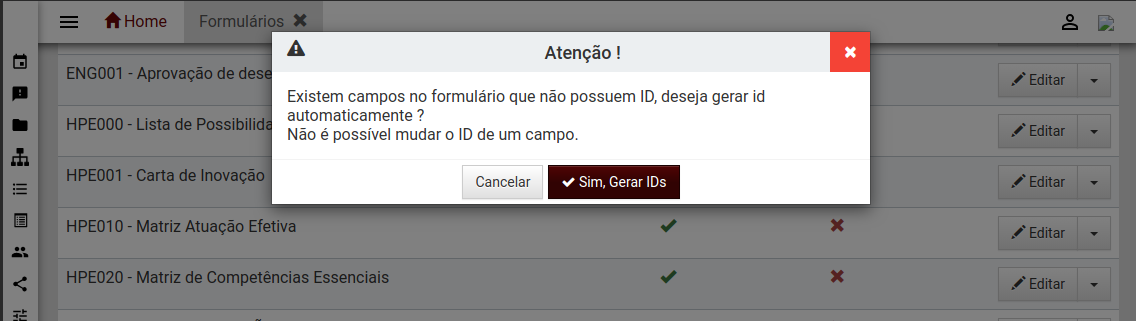 Home Formulários
Atenção !
ENG001 - Aprovação de dese
Editar
Existem campos no formulário que não possuem ID, deseja gerar id
automaticamente ?
Não é possível mudar o ID de um campo.
HPE000 - Lista de Possibilida
Editar
HPE001 - Carta de Inovação
Cancelar
Sim, Gerar IDs
Editar
HPE010 - Matriz Atuação Efetiva
Editar
HPE020 - Matriz de Competências Essenciais
Editar